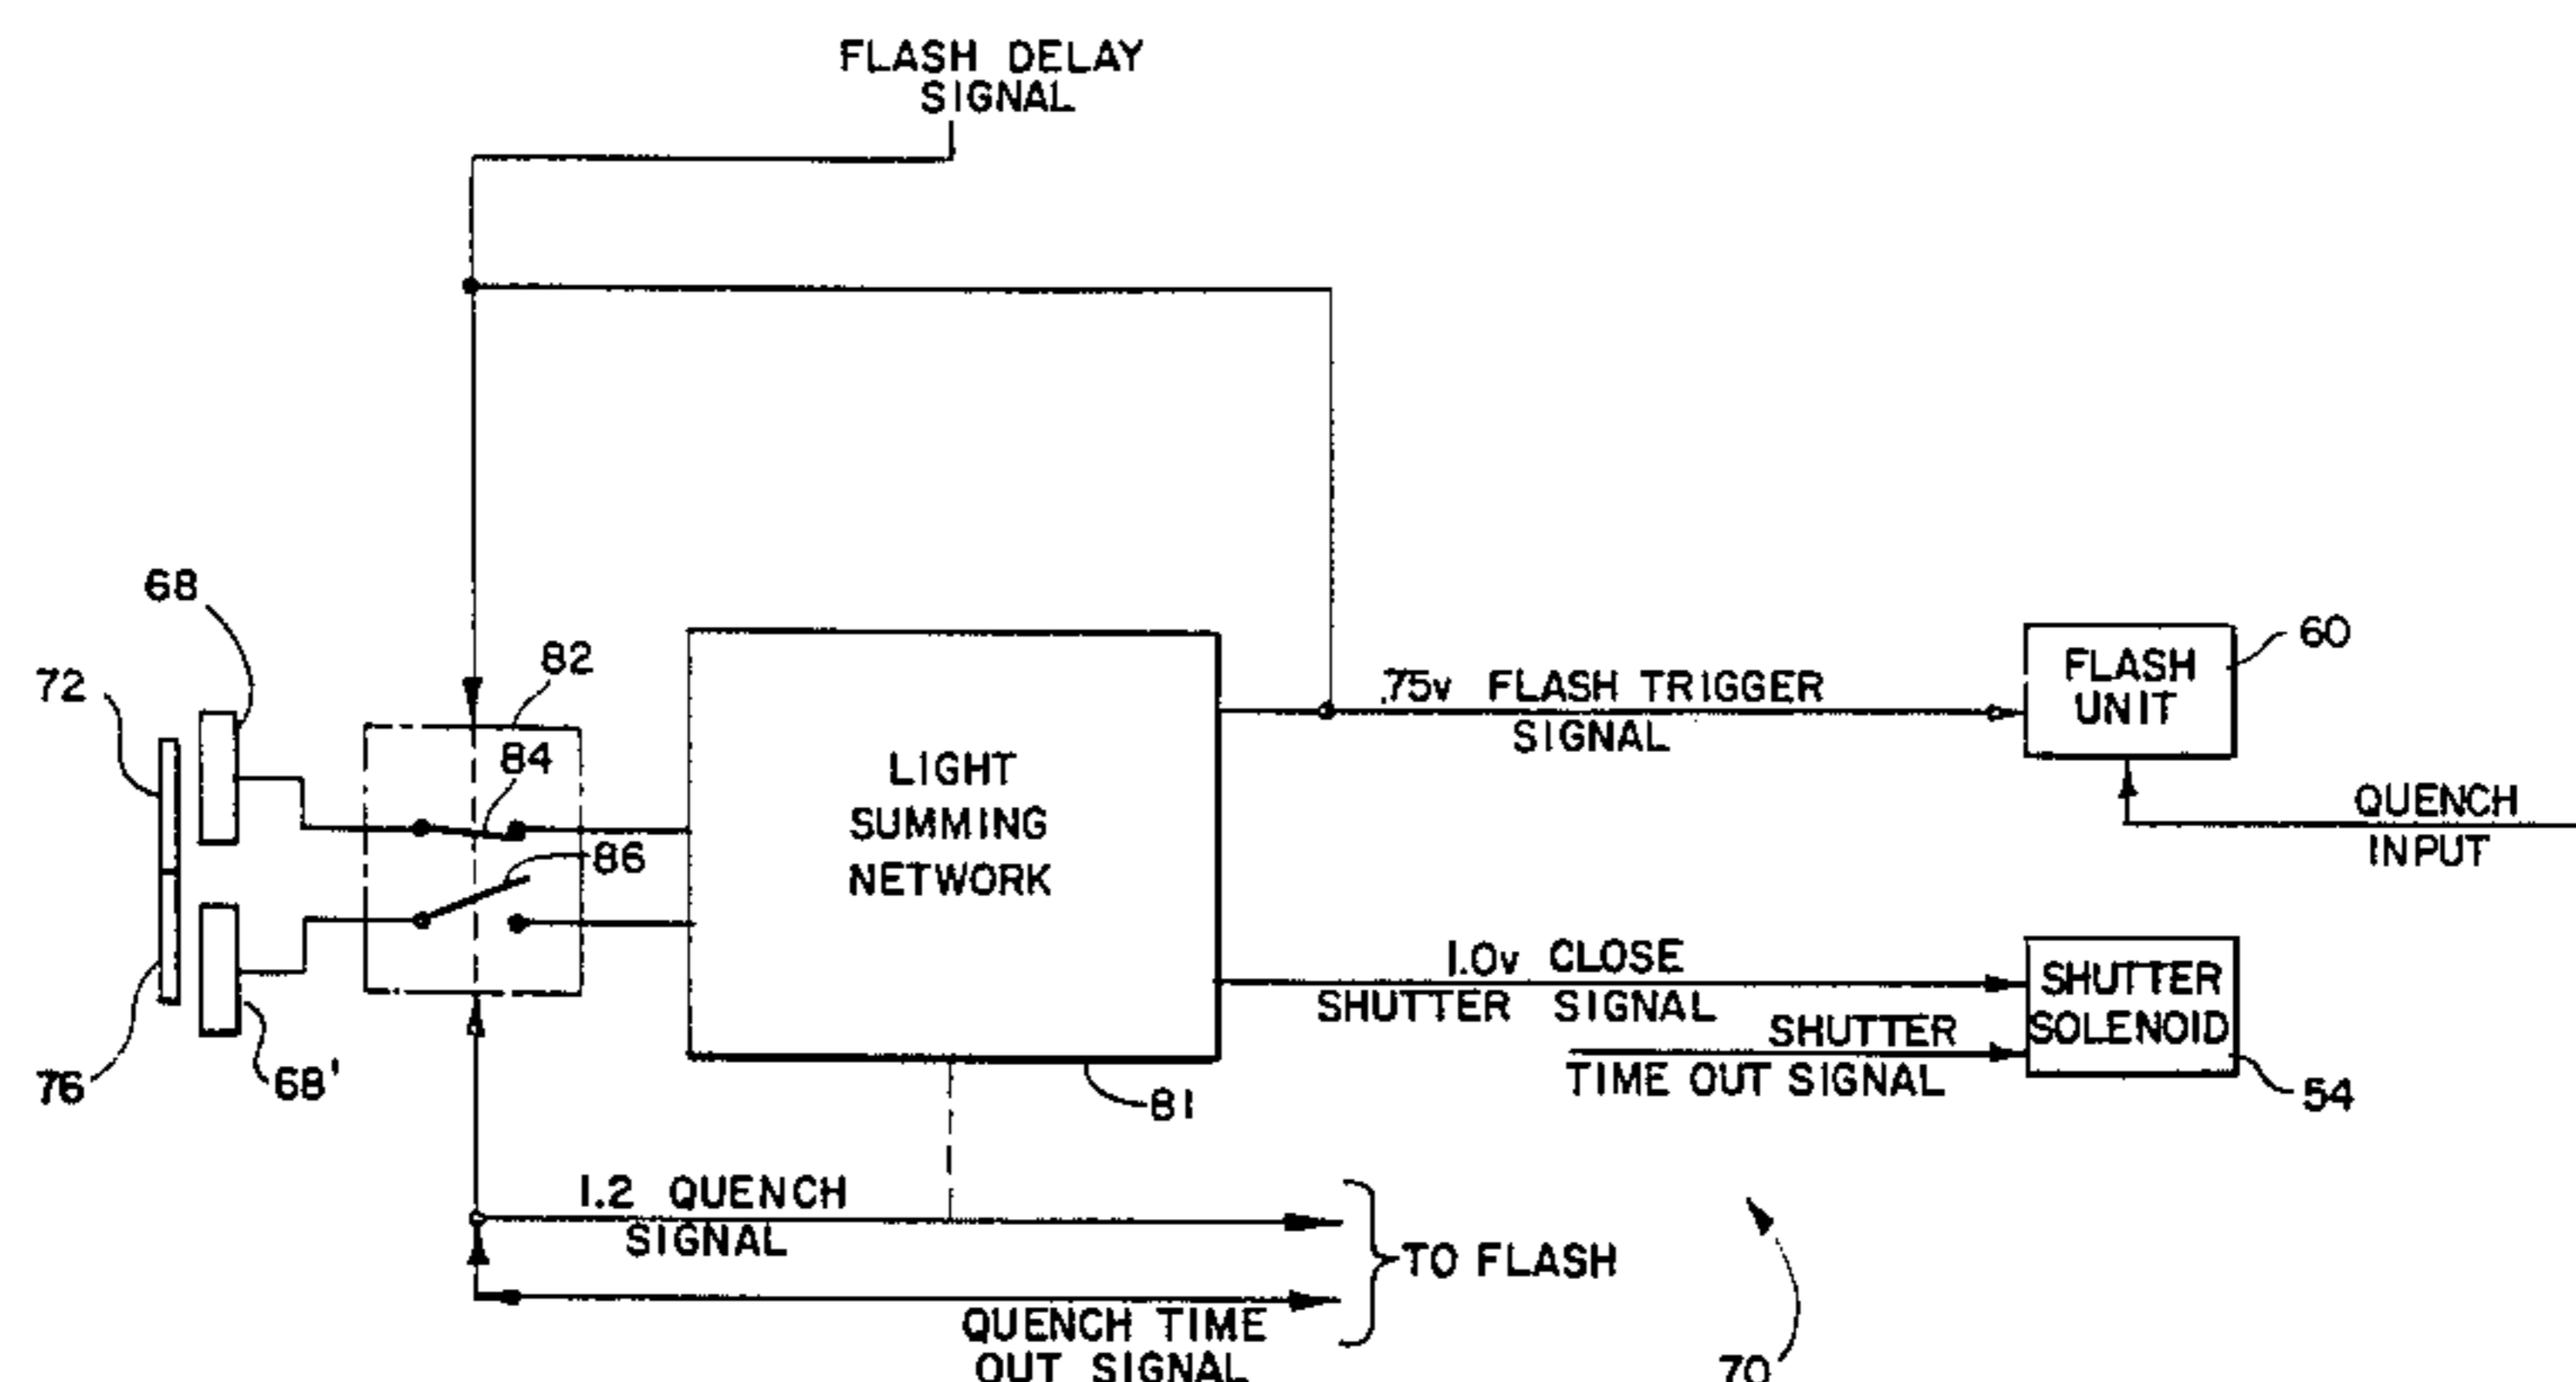 FLASH DELAY
SIGNAL
68
72
82
84
86
76
68'
LIGHT
SUMMING
NETWORK
81
.75v FLASH TRIGGER
SIGNAL
FLASH
UNIT
60
QUENCH
INPUT
1.0v CLOSE
SHUTTER SIGNAL
SHUTTER
TIME OUT SIGNAL
SHUTTER
SOLENOID
54
1.2 QUENCH
SIGNAL
QUENCH TIME
OUT SIGNAL
TO FLASH
70